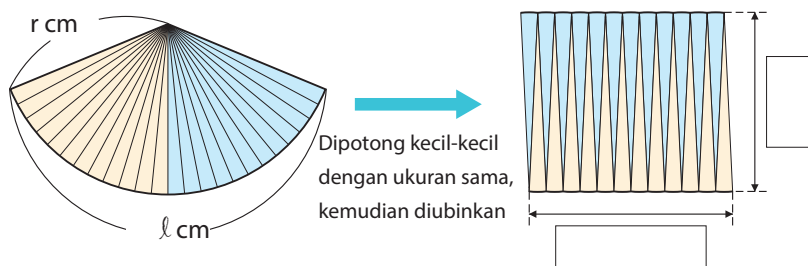 r cm
ℓ cm
Dipotong kecil-kecil
dengan ukuran sama,
kemudian diubinkan